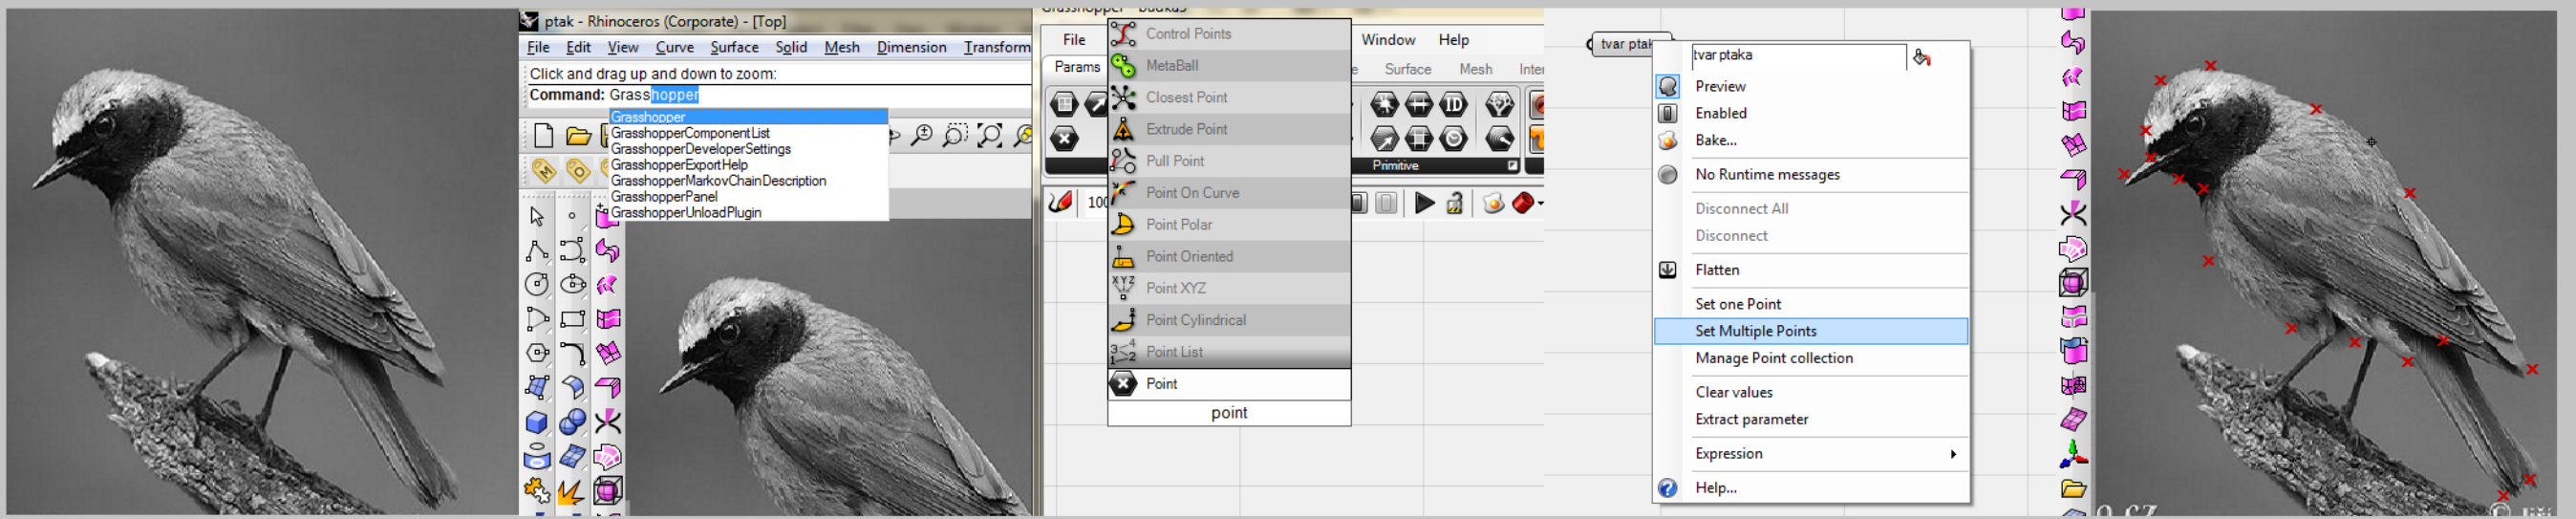 ptak - Rhinoceros (Corporate) - [Top]
File Edit View Curve Surface Solid Mesh Dimension Transform
Click and drag up and down to zoom:
Command: Grasshopper
Grasshopper
GrasshopperComponentList
GrasshopperDeveloperSettings
GrasshopperExportHelp
GrasshopperMarkovChainDescription
GrasshopperPanel
GrasshopperUnloadPlugin
File
Window Help
Params
Surface Mesh
Primitive
100
Control Points
MetaBall
Closest Point
Extrude Point
Pull Point
Point On Curve
Point Polar
Point Oriented
XYZ
Point XYZ
Point Cylindrical
Point List
Point
point
ID
tvar ptak
tvar ptaka
Preview
Enabled
Bake...
No Runtime messages
Disconnect All
Disconnect
Flatten
Set one Point
Set Multiple Points
Manage Point collection
Clear values
Extract parameter
Expression
Help...